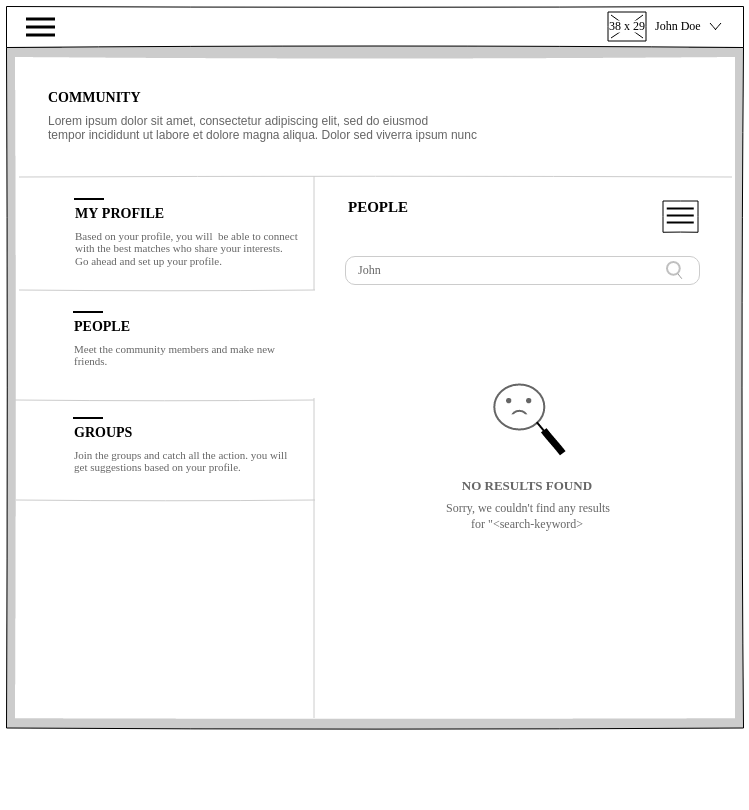 38 x 29 John Doe
COMMUNITY
Lorem ipsum dolor sit amet, consectetur adipiscing elit, sed do eiusmod
tempor incididunt ut labore et dolore magna aliqua. Dolor sed viverra ipsum nunc
MY PROFILE
Based on your profile, you will  be able to connect
with the best matches who share your interests.
Go ahead and set up your profile.
PEOPLE
Meet the community members and make new
friends.
GROUPS
Join the groups and catch all the action. you will
get suggestions based on your profile.
PEOPLE
John
NO RESULTS FOUND
Sorry, we couldn't find any results
for "<search-keyword>